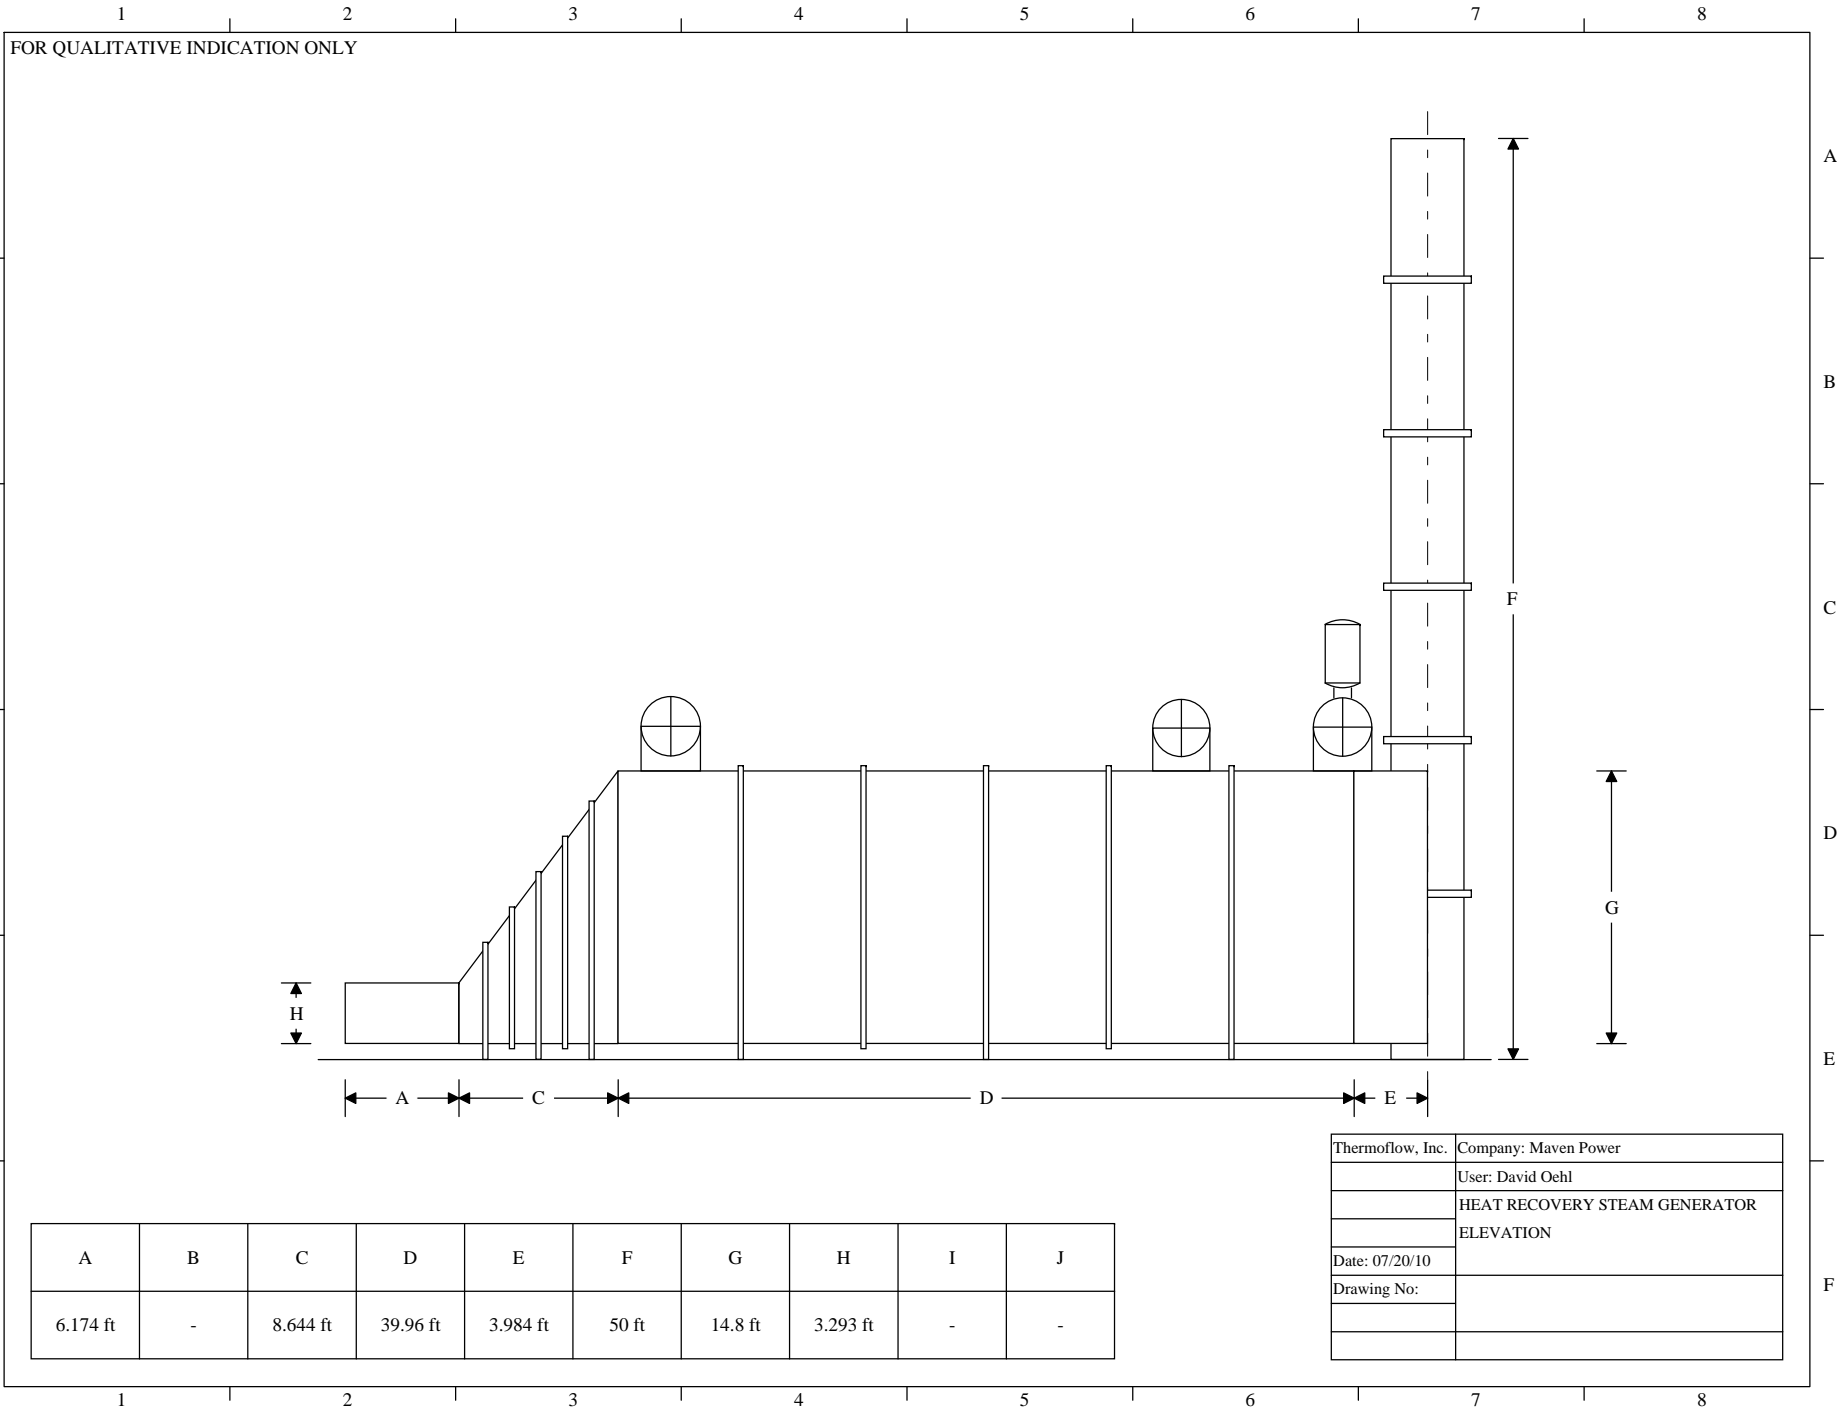 1 2 3 4 5 6 7 8
FOR QUALITATIVE INDICATION ONLY
A
B
F
C
D
G
H
E
A C D E
Thermoflow, Inc. Company: Maven Power
User: David Oehl
HEAT RECOVERY STEAM GENERATOR
ELEVATION
Date: 07/20/10
Drawing No:
A B C D E F G H I J
F
6.174 ft - 8.644 ft 39.96 ft 3.984 ft 50 ft 14.8 ft 3.293 ft - -
1 2 3 4 5 6 7 8